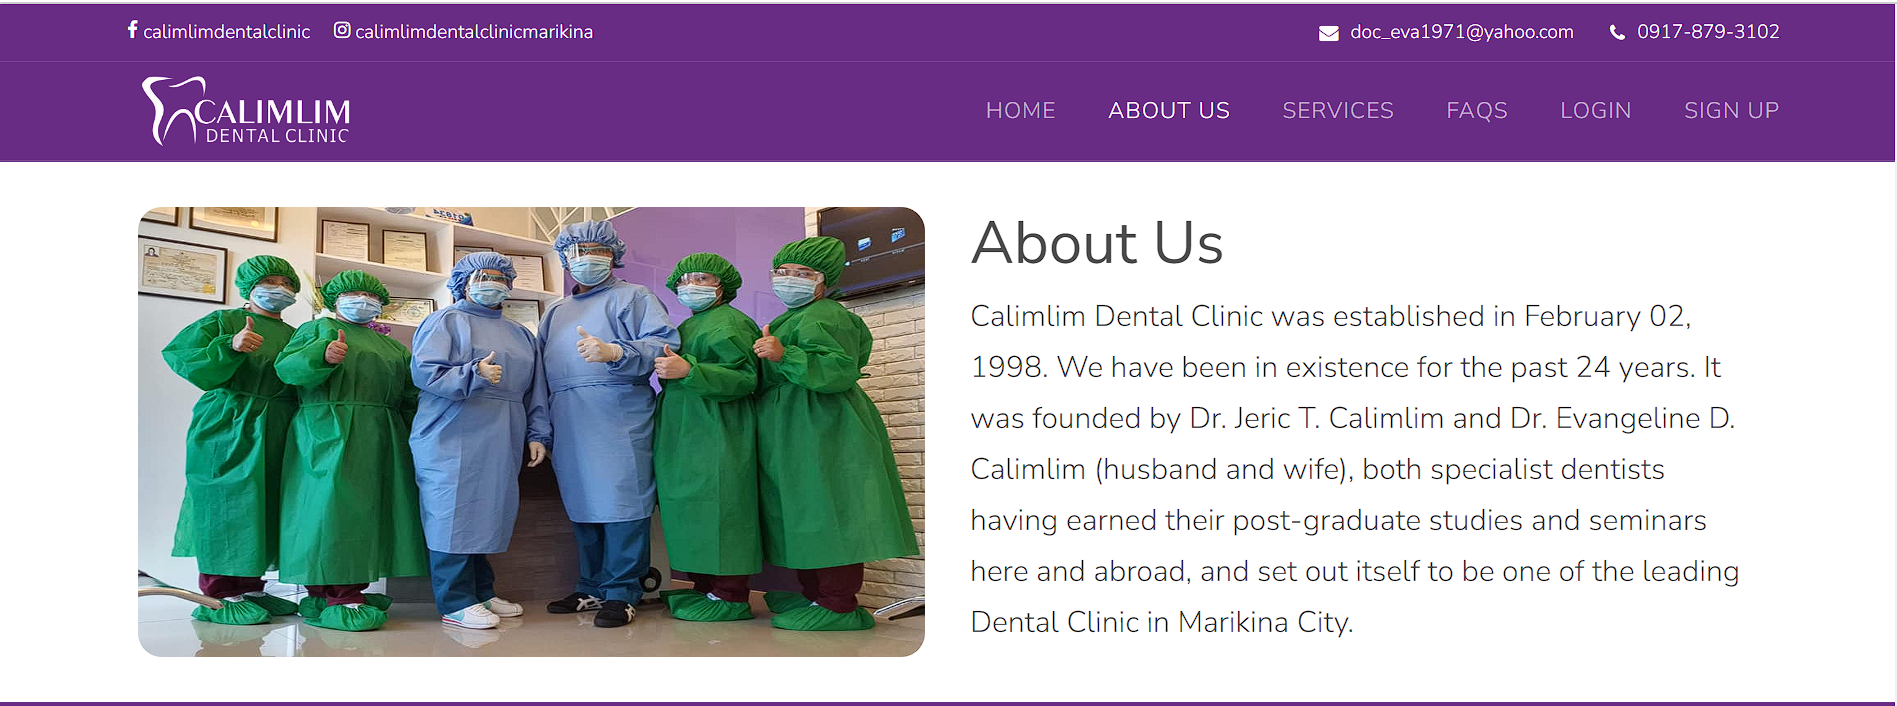 calimlimdentalclinic calimlimdentalclinicmarikina doc_eva1971@yahoo.com 0917-879-3102
CALIMLIM
DENTAL CLINIC
HOME ABOUT US SERVICES FAQS LOGIN SIGN UP
About Us
Calimlim Dental Clinic was established in February 02,
1998. We have been in existence for the past 24 years. It
was founded by Dr. Jeric T. Calimlim and Dr. Evangeline D.
Calimlim (husband and wife), both specialist dentists
having earned their post-graduate studies and seminars
here and abroad, and set out itself to be one of the leading
Dental Clinic in Marikina City.